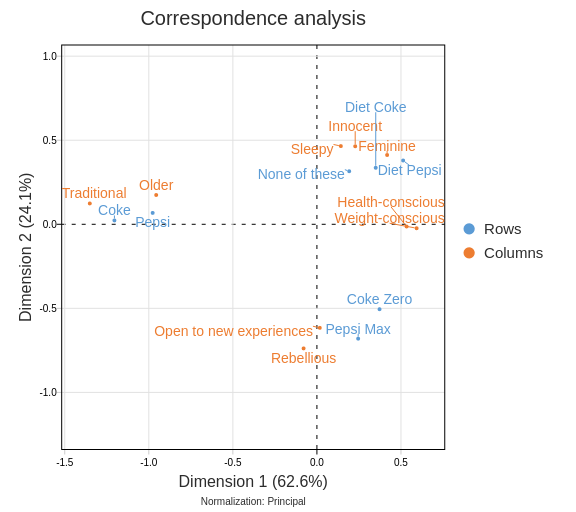 Correspondence analysis
Dimension 2 (24.1%)
1.0
0.5
0.0
-0.5
-1.0
Diet Coke
Innocent
Sleepy
Feminine
None of these
Diet Pepsi
Older
Traditional
Coke
Pepsi
Health-conscious
Weight-conscious
Coke Zero
Open to new experiences
Pepsi Max
Rebellious
Rows
Columns
-1.5 -1.0 -0.5 0.0 0.5
Dimension 1 (62.6%)
Normalization: Principal